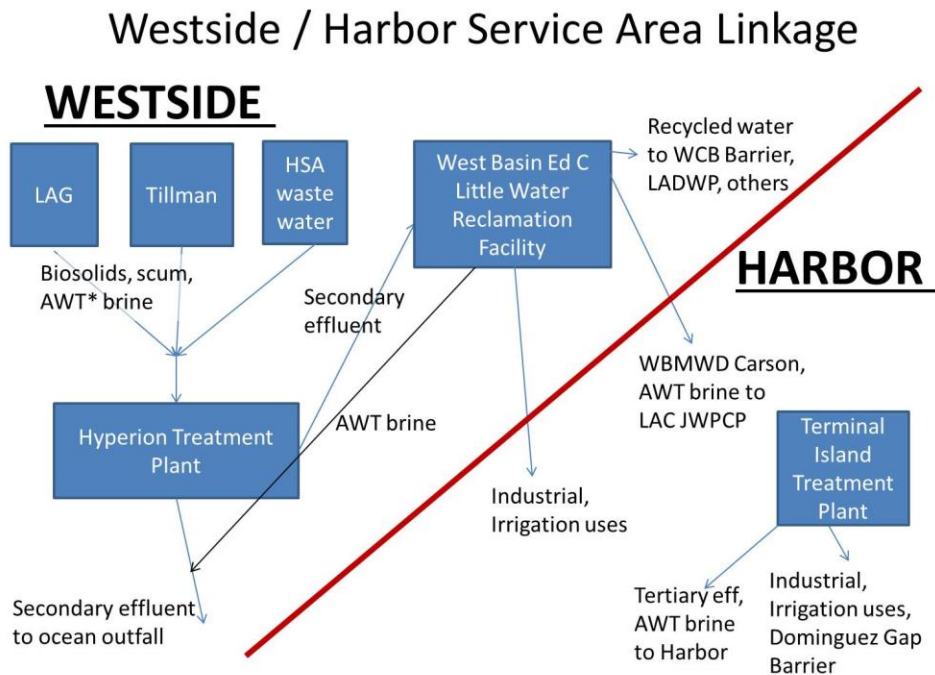 Westside / Harbor Service Area Linkage
WESTSIDE
LAG
Tillman
HSA
waste
water
West Basin Ed C
Little Water
Reclamation
Facility
Recycled water
to WCB Barrier,
LADWP, others
HARBOR
Biosolids, scum,
AWT* brine
Secondary
effluent
Hyperion Treatment
Plant
AWT brine
WBMWD Carson,
AWT brine to
LAC JWPCP
Terminal
Island
Treatment
Plant
Industrial,
Irrigation uses
Secondary effluent
to ocean outfall
Tertiary eff,
AWT brine
to Harbor
Industrial,
Irrigation uses,
Dominguez Gap
Barrier